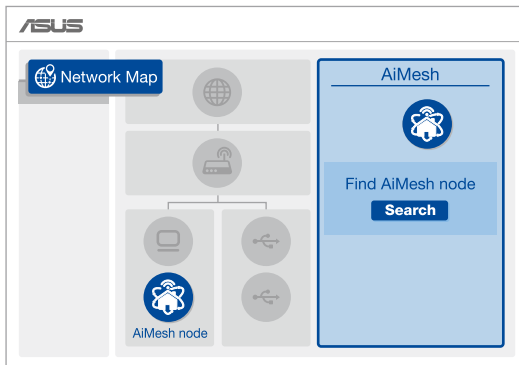 ASUS
Network Map
AiMesh
Find AiMesh node
Search
AiMesh node